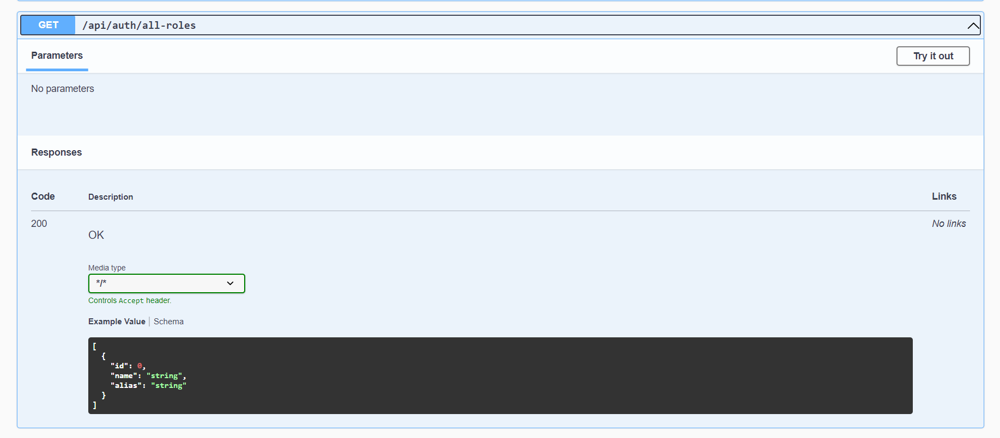 GET /api/auth/all-roles
Parameters
Try it out
No parameters
Responses
Code Description Links
200 No links
OK
Media type
*/*
Controls Accept header.
Example Value Schema
[
  {
    "id": 0,
    "name": "string",
    "alias": "string"
  }
]